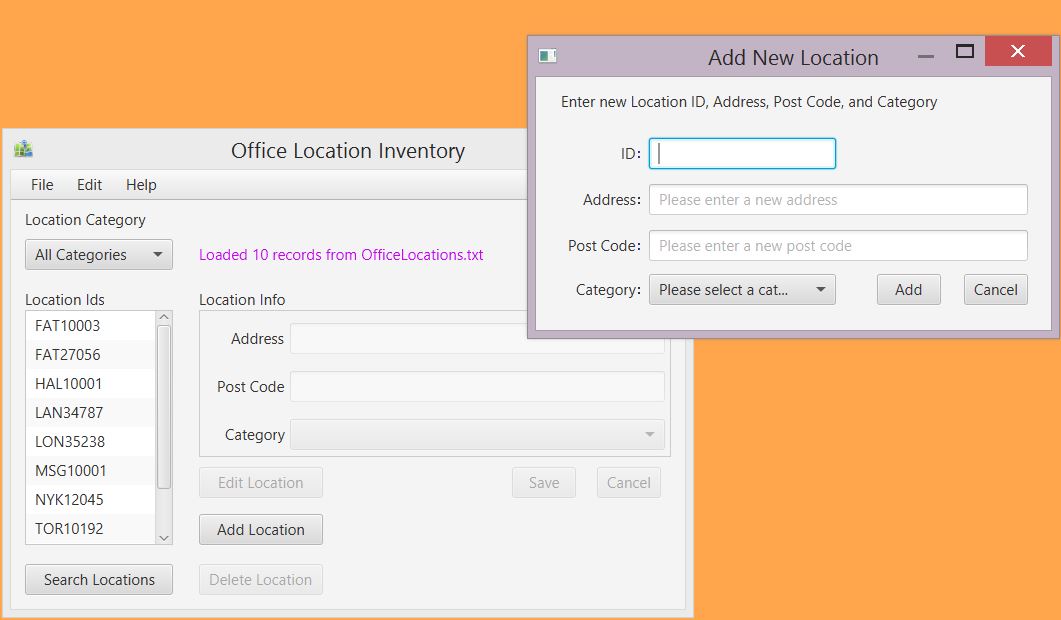 Add New Location
Enter new Location ID, Address, Post Code, and Category
ID:
Address: Please enter a new address
Post Code: Please enter a new post code
Category: Please select a cat... Add Cancel
Office Location Inventory
File Edit Help
Location Category
All Categories Loaded 10 records from OfficeLocations.txt
Location Ids
FAT10003
FAT27056
HAL10001
LAN34787
LON35238
MSG10001
NYK12045
TOR10192
Search Locations
Location Info
Address
Post Code
Category
Edit Location Save Cancel
Add Location
Delete Location